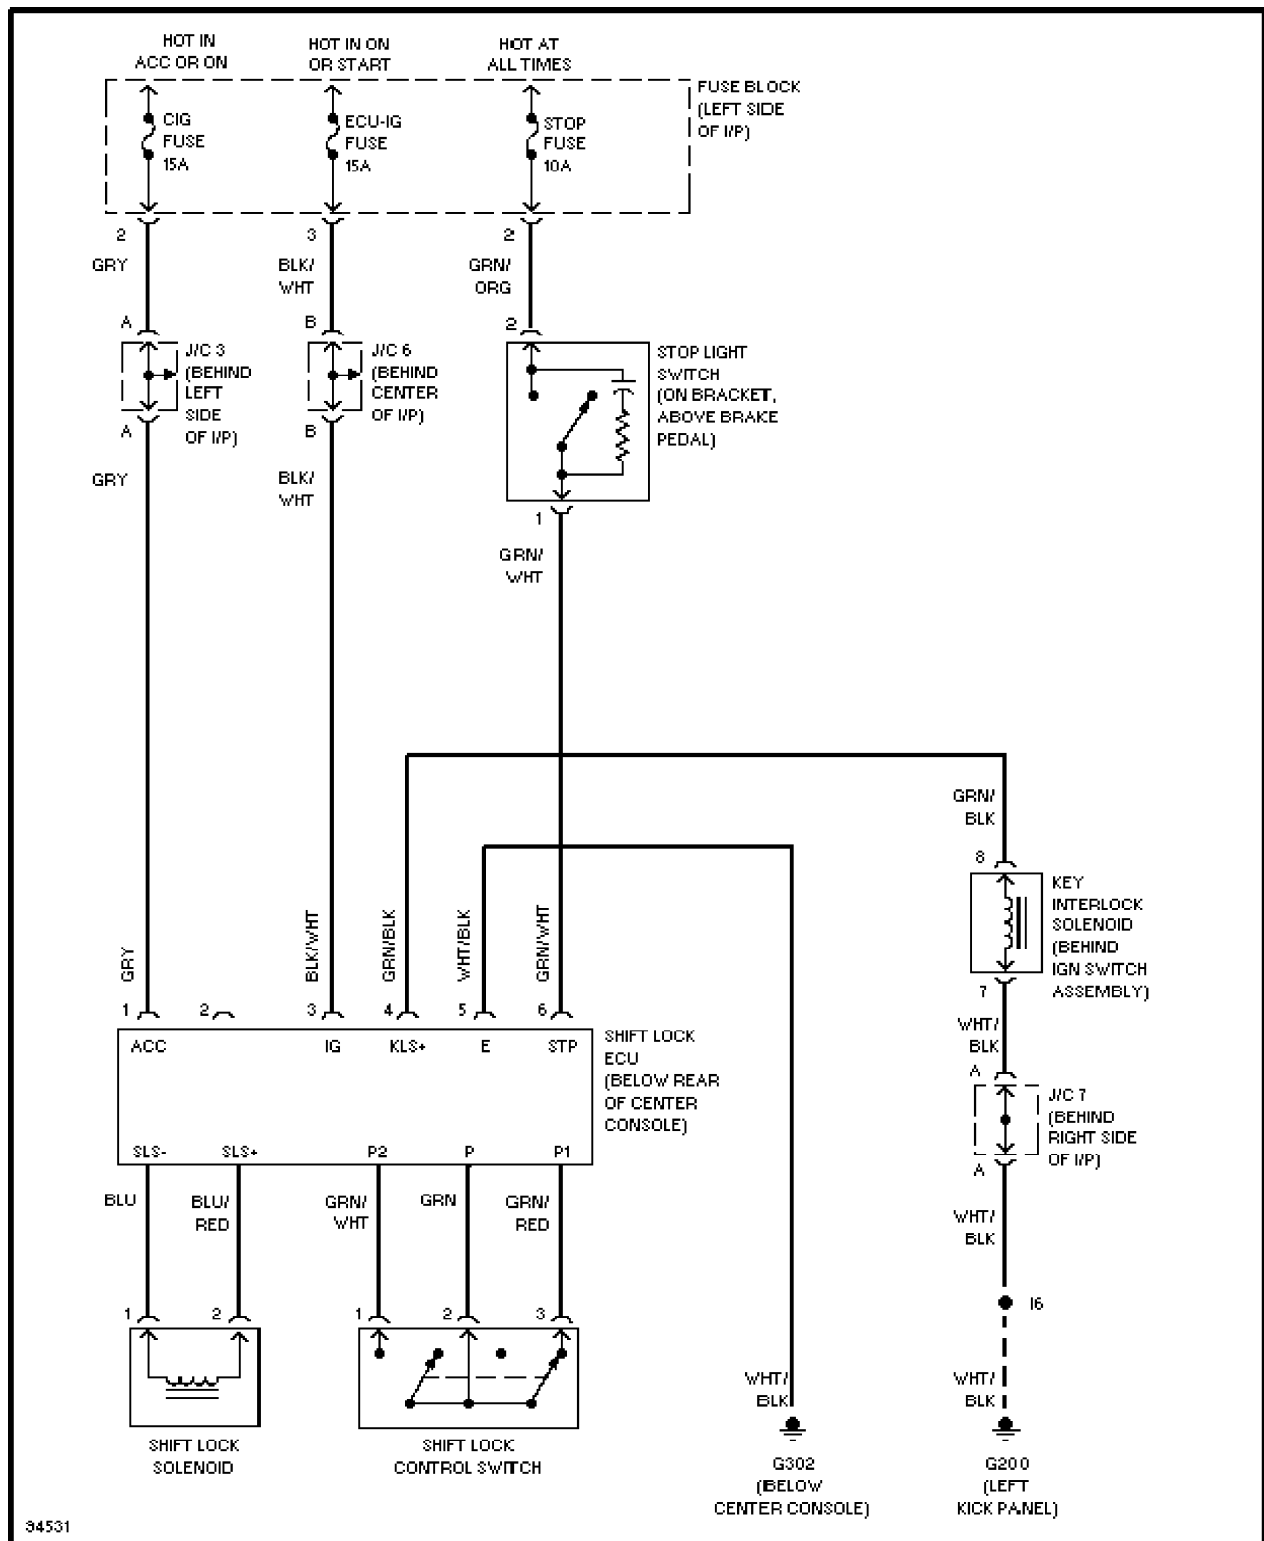 HOT IN
ACC OR ON
HOT IN ON
OR START
HOT AT
ALL TIMES
FUSE BLOCK
(LEFT SIDE
OF I/P)
CIG
FUSE
15A
ECU-IG
FUSE
15A
STOP
FUSE
10A
2
3
2
GRY
BLK/
WHT
GRN/
ORG
A
B
2
J/C 3
(BEHIND
LEFT
SIDE
OF I/P)
J/C 6
(BEHIND
CENTER
OF I/P)
STOP LIGHT
SWITCH
(ON BRACKET,
ABOVE BRAKE
PEDAL)
A
B
GRY
BLK/
WHT
1
GRN/
WHT
GRN/
BLK
8
KEY
INTERLOCK
SOLENOID
(BEHIND
IGN SWITCH
ASSEMBLY)
7
GRY
BLK/WHT
GRN/BLK
WHT/BLK
GRN/WHT
1
2
3
4
5
6
ACC
IG
KLS+
E
STP
SHIFT LOCK
ECU
(BELOW REAR
OF CENTER
CONSOLE)
WHT/
BLK
A
J/C 7
(BEHIND
RIGHT SIDE
OF I/P)
A
SLS-
SLS+
P2
P
P1
BLU
BLU/
RED
GRN/
WHT
GRN
GRN/
RED
WHT/
BLK
I6
1
2
1
2
3
WHT/
BLK
WHT/
BLK
SHIFT LOCK
SOLENOID
SHIFT LOCK
CONTROL SWITCH
G302
(BELOW
CENTER CONSOLE)
G200
(LEFT
KICK PANEL)
94531